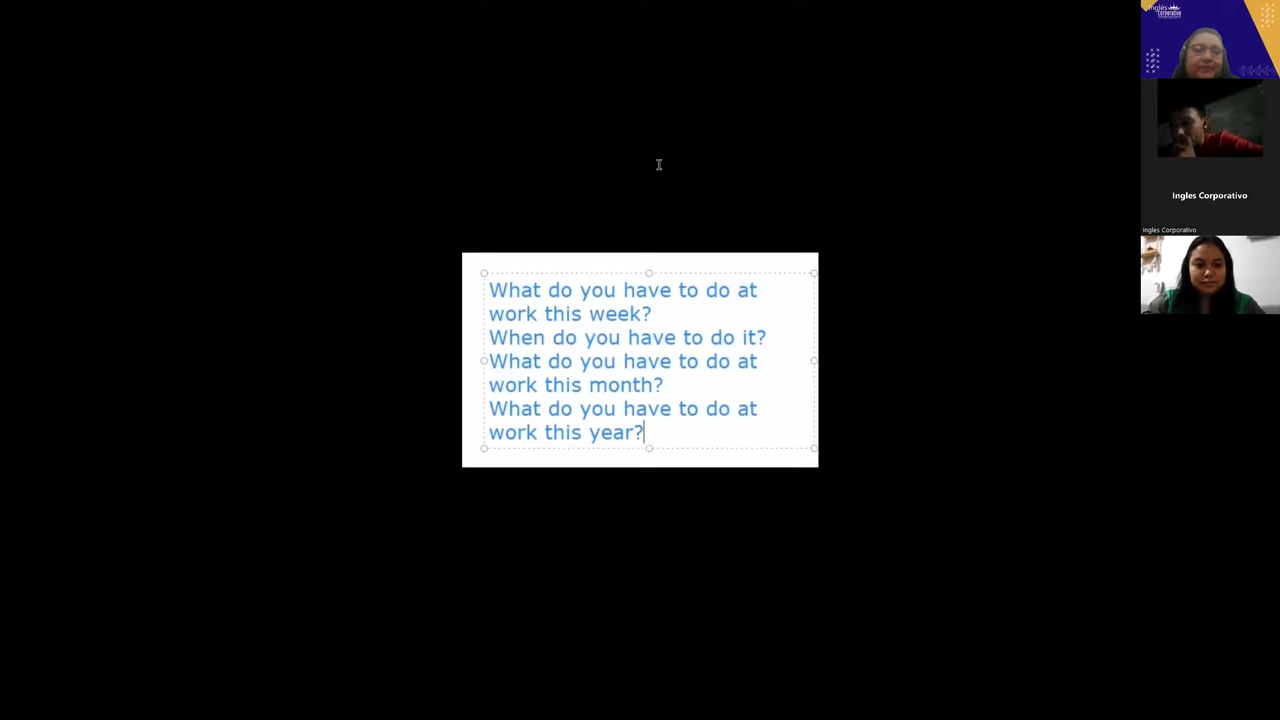 What do you have to do at
work this week?
When do you have to do it?
What do you have to do at
work this month?
What do you have to do at
work this year?
Inglés
Corporativo
Ingles Corporativo
Ingles Corporativo